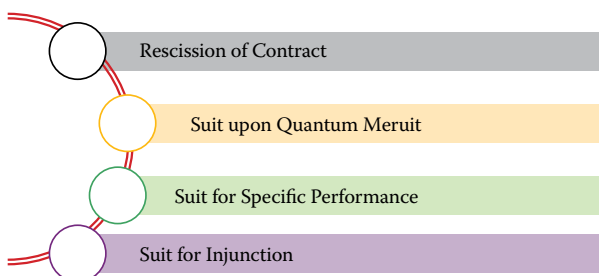 Rescission of Contract
Suit upon Quantum Meruit
Suit for Specific Performance
Suit for Injunction